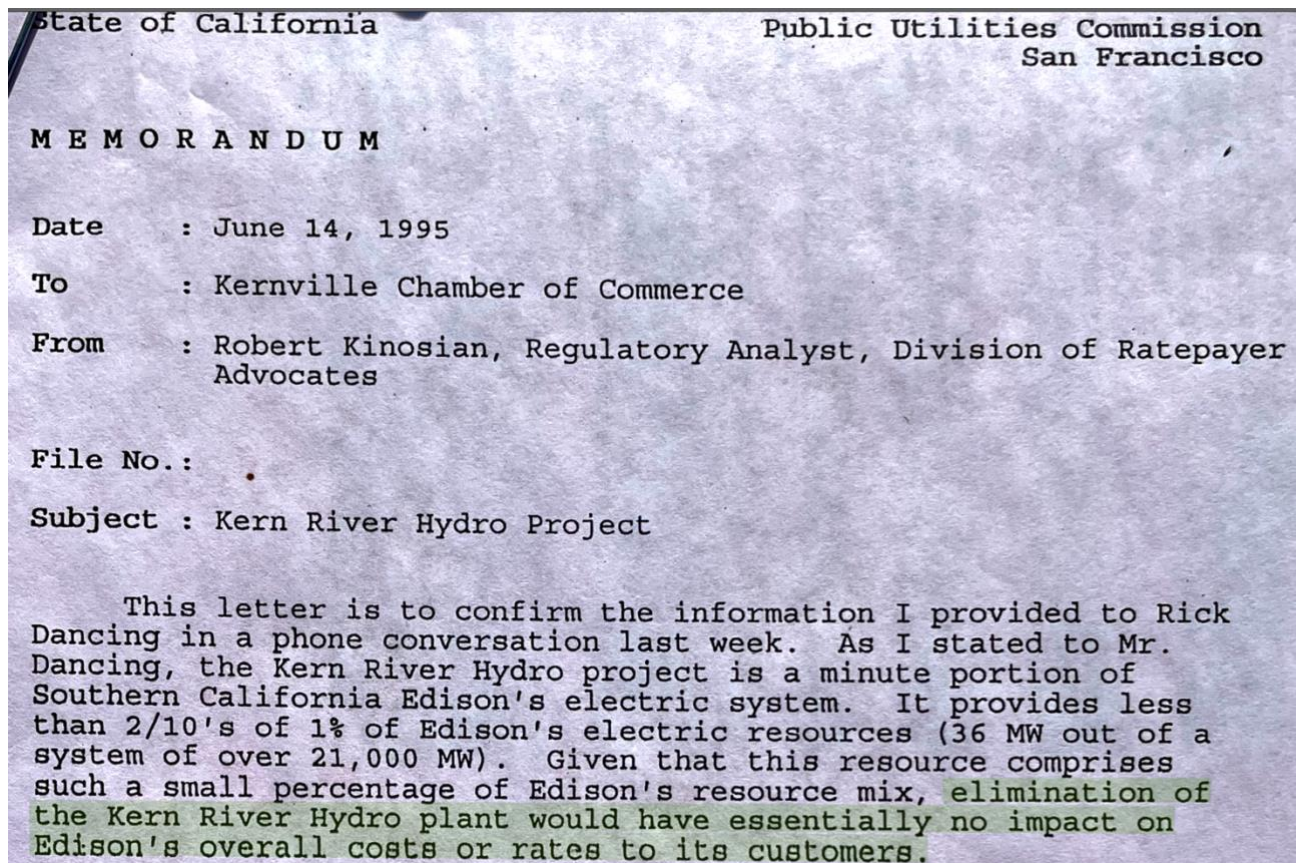 State of California
Public Utilities Commission
San Francisco
M E M O R A N D U M
Date : June 14, 1995
To : Kernville Chamber of Commerce
From : Robert Kinosian, Regulatory Analyst, Division of Ratepayer
Advocates
File No.:
Subject : Kern River Hydro Project
This letter is to confirm the information I provided to Rick
Dancing in a phone conversation last week. As I stated to Mr.
Dancing, the Kern River Hydro project is a minute portion of
Southern California Edison's electric system. It provides less
than 2/10's of 1% of Edison's electric resources (36 MW out of a
system of over 21,000 MW). Given that this resource comprises
such a small percentage of Edison's resource mix, elimination of
the Kern River Hydro plant would have essentially no impact on
Edison's overall costs or rates to its customers.